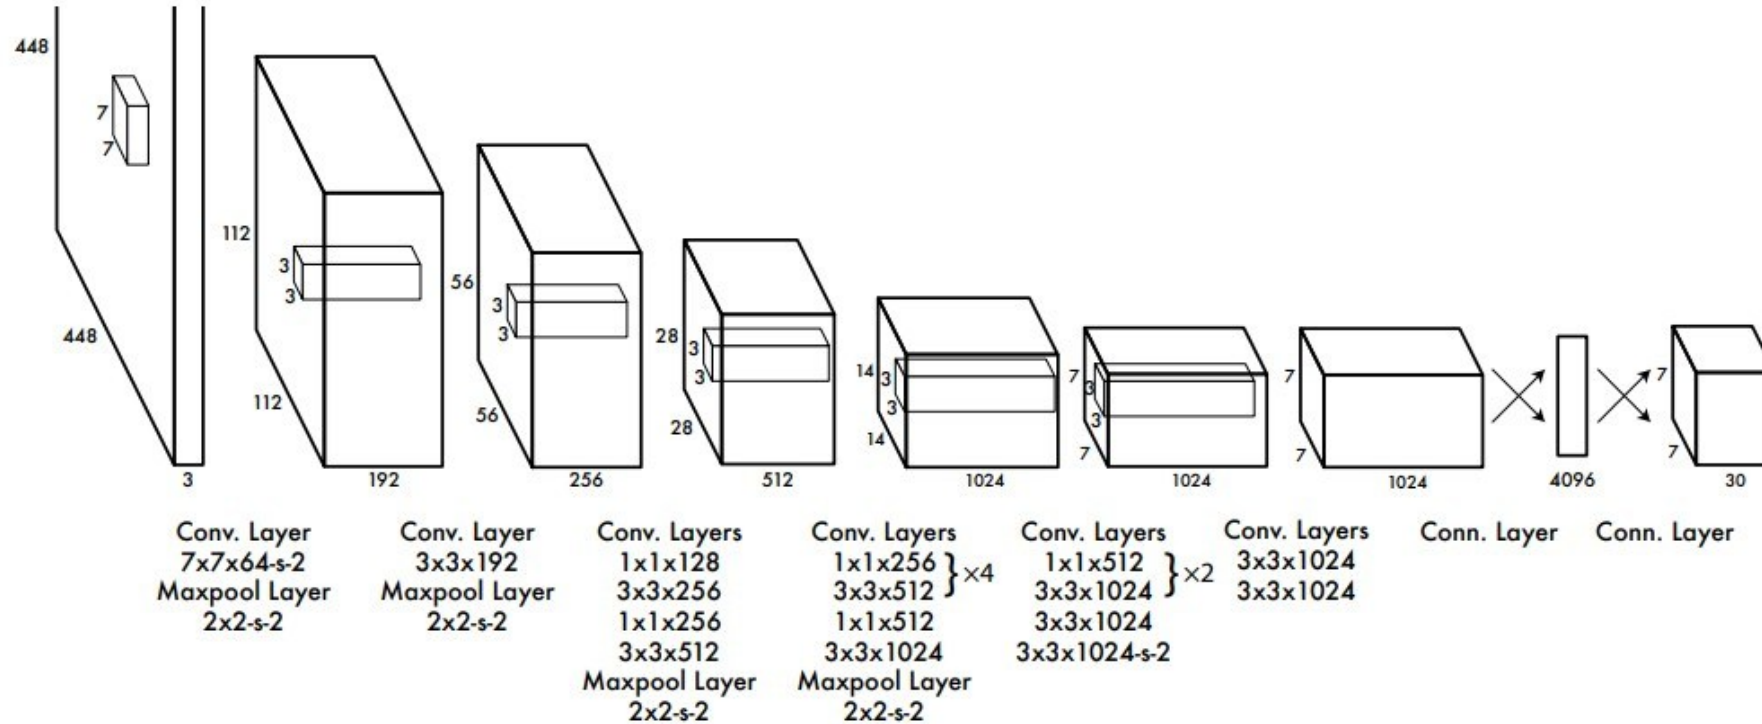 448
7
7
448
3
112
3
3
112
192
56
3
3
56
256
28
3
3
28
512
14
3
3
14
1024
7
3
3
7
1024
7
7
1024
4096
7
7
30
Conv. Layer
7x7x64-s-2
Maxpool Layer
2x2-s-2
Conv. Layer
3x3x192
Maxpool Layer
2x2-s-2
Conv. Layers
1x1x128
3x3x256
1x1x256
3x3x512
Maxpool Layer
2x2-s-2
Conv. Layers
1x1x256
3x3x512
} ×4
1x1x512
3x3x1024
Maxpool Layer
2x2-s-2
Conv. Layers
1x1x512
3x3x1024
} ×2
3x3x1024
3x3x1024-s-2
Conv. Layers
3x3x1024
3x3x1024
Conn. Layer
Conn. Layer